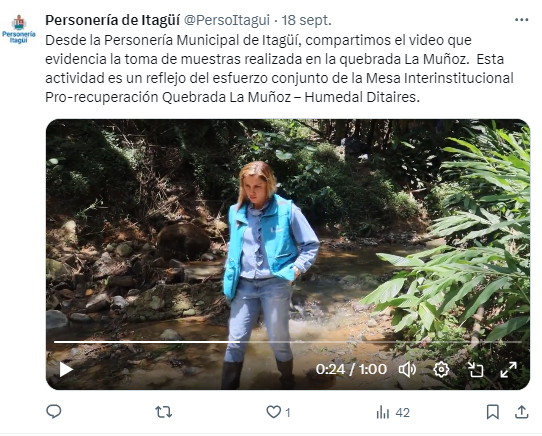 Personería de Itagüí @PersoItagui · 18 sept.
Personería
Itagüí
Desde la Personería Municipal de Itagüí, compartimos el video que
evidencia la toma de muestras realizada en la quebrada La Muñoz. Esta
actividad es un reflejo del esfuerzo conjunto de la Mesa Interinstitucional
Pro-recuperación Quebrada La Muñoz – Humedal Ditaires.
0:24 / 1:00
1
42